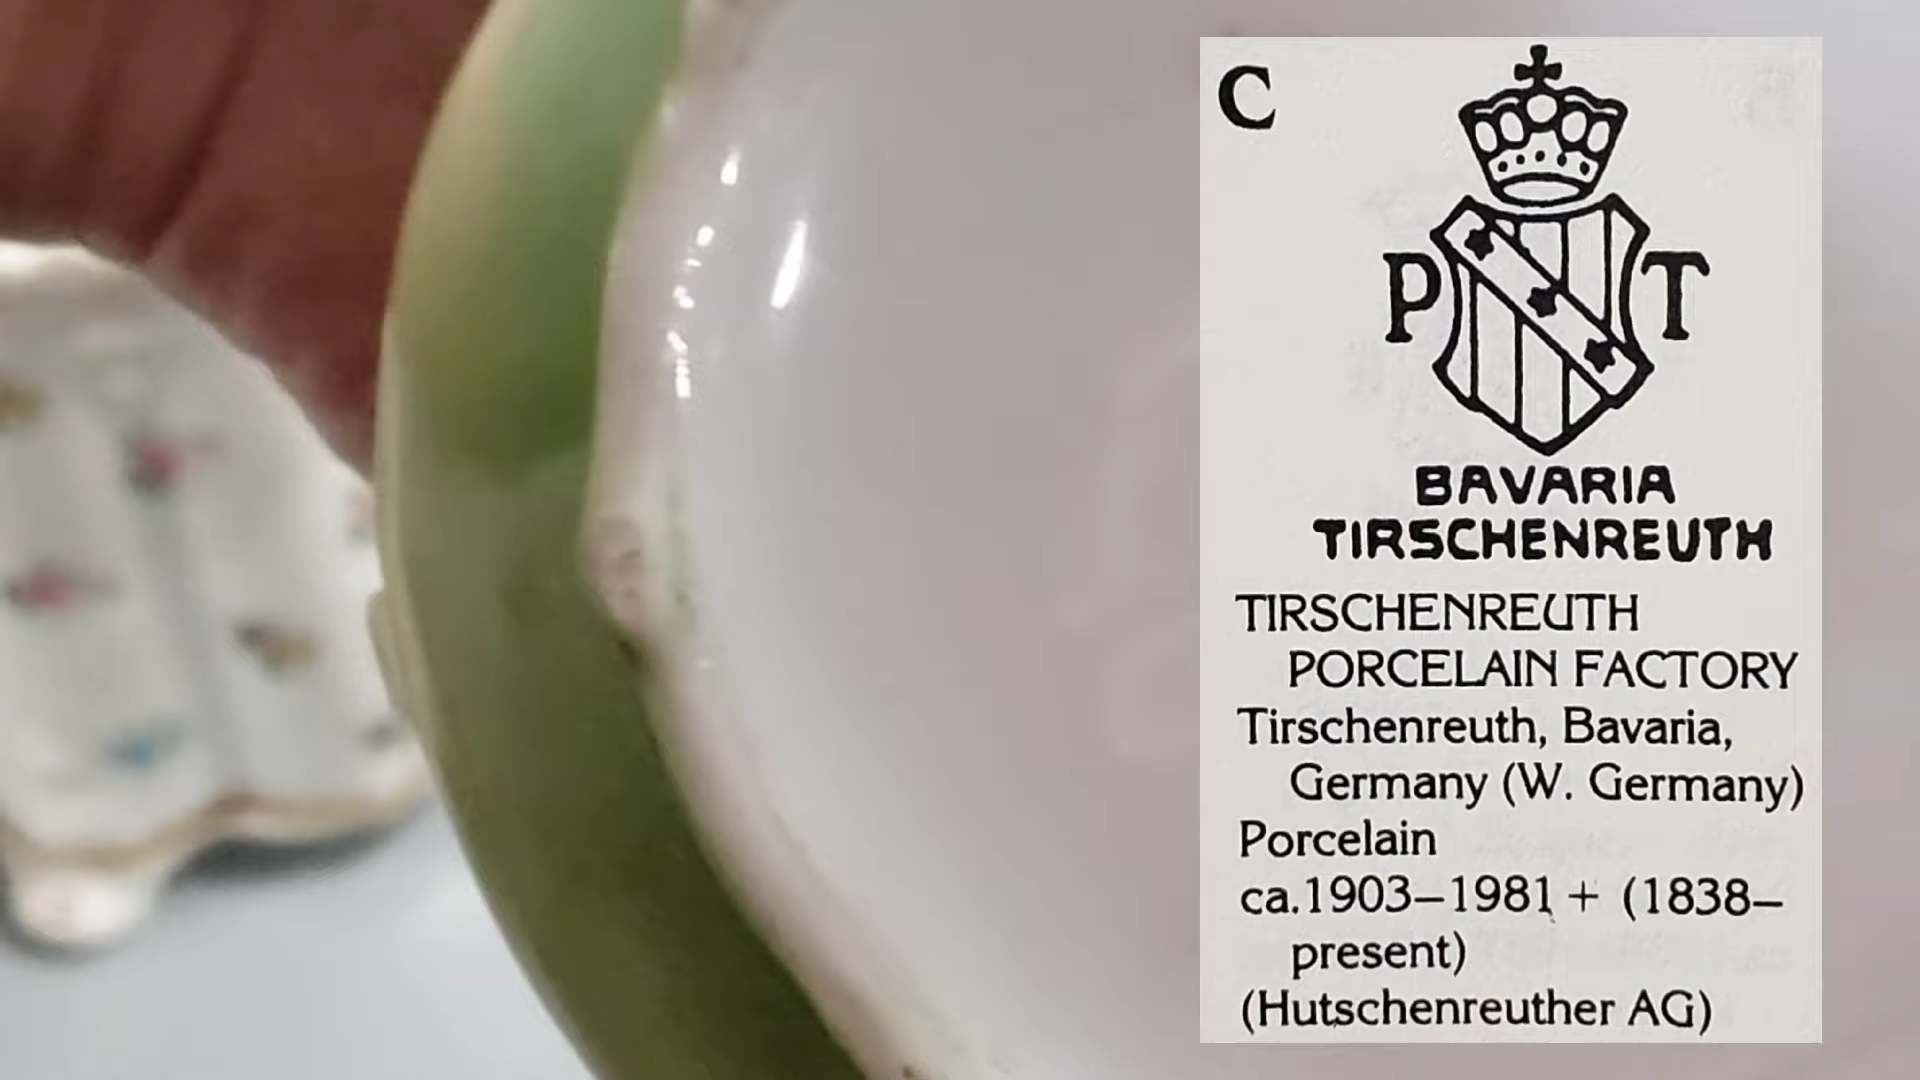 C
P T
BAVARIA
TIRSCHENREUTH
TIRSCHENREUTH
PORCELAIN FACTORY
Tirschenreuth, Bavaria,
Germany (W. Germany)
Porcelain
ca.1903–1981 + (1838–
present)
(Hutschenreuther AG)